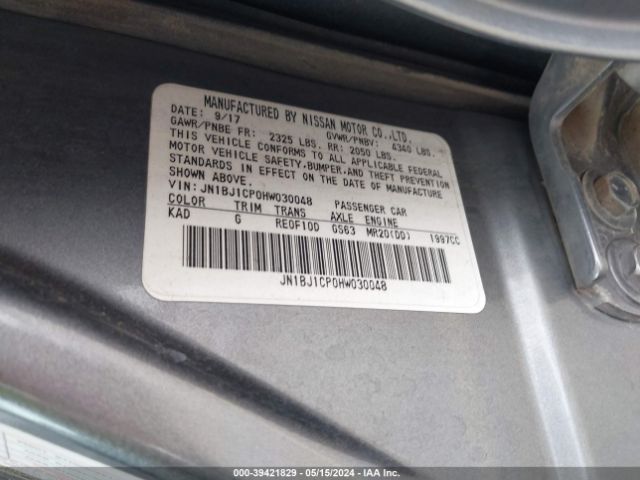 MANUFACTURED BY NISSAN MOTOR CO.,LTD.
DATE: 9/17 GVWR/PNBV: 4340 LBS.
GAWR/PNBE FR: 2325 LBS. RR: 2050 LBS.
THIS VEHICLE CONFORMS TO ALL APPLICABLE FEDERAL
MOTOR VEHICLE SAFETY,BUMPER,AND THEFT PREVENTION
STANDARDS IN EFFECT ON THE DATE OF MANUFACTURE
SHOWN ABOVE.
VIN: JN1BJ1CP0HW030048 PASSENGER CAR
COLOR TRIM TRANS AXLE ENGINE
KAD G RE0F10D GS63 MR20(DD) 1997CC
JN1BJ1CP0HW030048
000-39421829 - 05/15/2024 - IAA Inc.